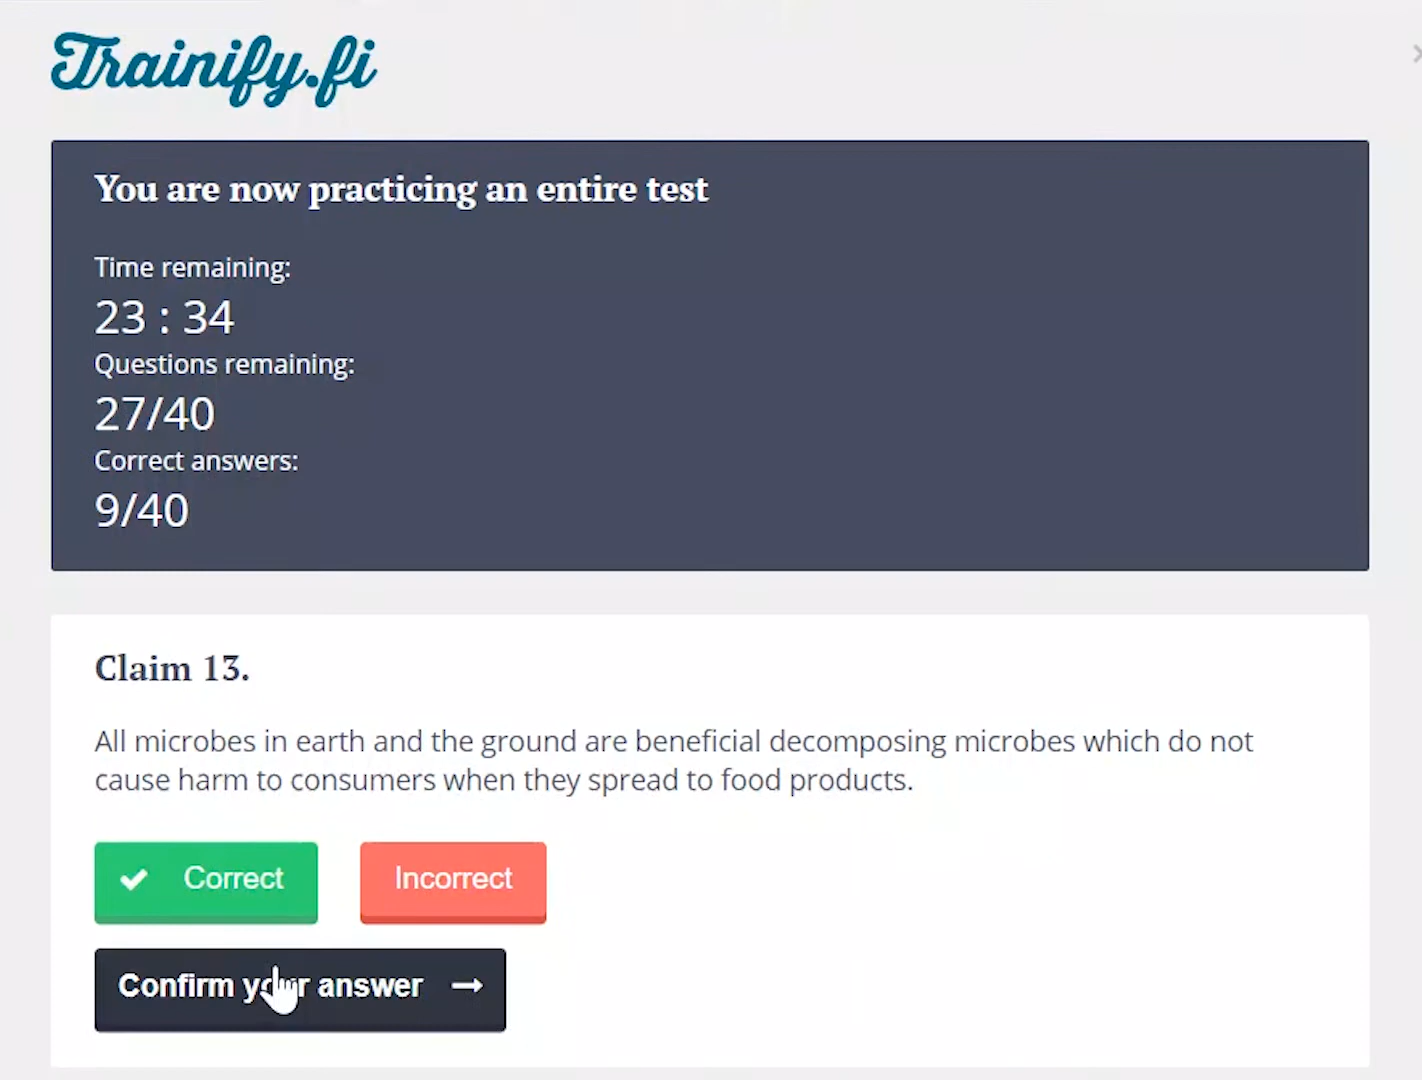 Trainify.fi
You are now practicing an entire test
Time remaining:
23 : 34
Questions remaining:
27/40
Correct answers:
9/40
Claim 13.
All microbes in earth and the ground are beneficial decomposing microbes which do not
cause harm to consumers when they spread to food products.
Correct
Incorrect
Confirm your answer